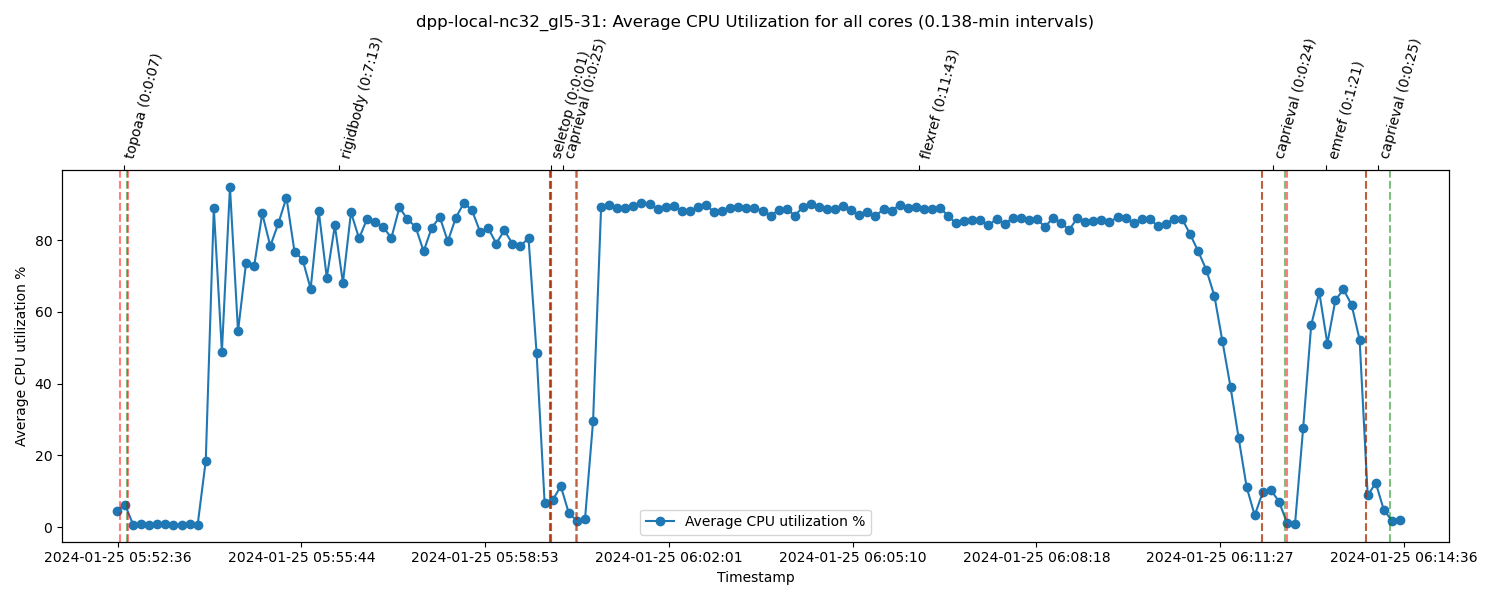 dpp-local-nc32_gl5-31: Average CPU Utilization for all cores (0.138-min intervals)
topoaa (0:0:07)
rigidbody (0:7:13)
seletop (0:0:01)
caprieval (0:0:25)
flexref (0:11:43)
caprieval (0:0:24)
emref (0:1:21)
caprieval (0:0:25)
Average CPU utilization %
80
60
40
20
0
Average CPU utilization %
2024-01-25 05:52:36
2024-01-25 05:55:44
2024-01-25 05:58:53
2024-01-25 06:02:01
2024-01-25 06:05:10
2024-01-25 06:08:18
2024-01-25 06:11:27
2024-01-25 06:14:36
Timestamp